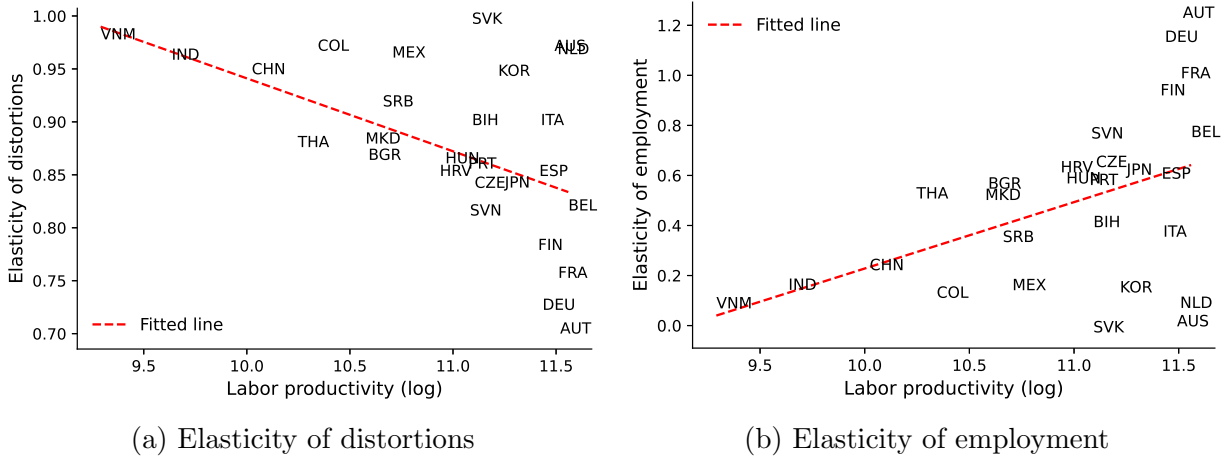 1.00
0.95
0.90
0.85
0.80
0.75
0.70
Elasticity of distortions
VNM
IND
CHN
COL
THA
MEX
SRB
MKD
BGR
SVK
KOR
BIH
HUN
PRT
HRV
CZE
JPN
SVN
AUS
NLD
ITA
ESP
BEL
FIN
FRA
DEU
AUT
Fitted line
9.5 10.0 10.5 11.0 11.5
Labor productivity (log)
(a) Elasticity of distortions
1.2
1.0
0.8
0.6
0.4
0.2
0.0
Elasticity of employment
Fitted line
AUT
DEU
FRA
FIN
BEL
SVN
CZE
HRV
JPN
HUN
PRT
ESP
BGR
MKD
THA
BIH
ITA
SRB
CHN
IND
MEX
KOR
COL
VNM
NLD
AUS
SVK
9.5 10.0 10.5 11.0 11.5
Labor productivity (log)
(b) Elasticity of employment